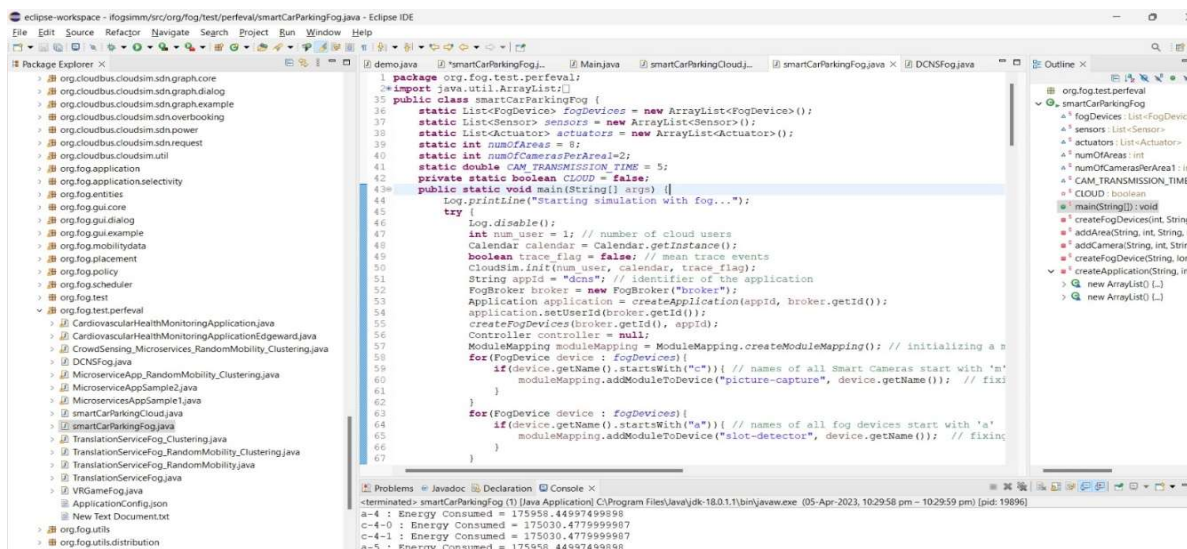 eclipse-workspace - ifogsimm/src/org/fog/test/perfeval/smartCarParkingFog.java - Eclipse IDE
File Edit Source Refactor Navigate Search Project Run Window Help
Package Explorer
org.cloudbus.cloudsim.sdn.graph.core
org.cloudbus.cloudsim.sdn.graph.dialog
org.cloudbus.cloudsim.sdn.graph.example
org.cloudbus.cloudsim.sdn.overbooking
org.cloudbus.cloudsim.sdn.power
org.cloudbus.cloudsim.sdn.request
org.cloudbus.cloudsim.util
org.fog.application
org.fog.application.selectivity
org.fog.entities
org.fog.gui.core
org.fog.gui.dialog
org.fog.gui.example
org.fog.mobilitydata
org.fog.placement
org.fog.policy
org.fog.scheduler
org.fog.test
org.fog.test.perfeval
CardiovascularHealthMonitoringApplication.java
CardiovascularHealthMonitoringApplicationEdgeward.java
CrowdSensing_Microservices_RandomMobility_Clustering.java
DCNSFog.java
MicroserviceApp_RandomMobility_Clustering.java
MicroserviceAppSample2.java
MicroservicesAppSample1.java
smartCarParkingCloud.java
smartCarParkingFog.java
TranslationServiceFog_Clustering.java
TranslationServiceFog_RandomMobility_Clustering.java
TranslationServiceFog_RandomMobility.java
TranslationServiceFog.java
VRGameFog.java
ApplicationConfig.json
New Text Document.txt
org.fog.utils
org.fog.utils.distribution
demo.java *smartCarParkingFog.j... Main.java smartCarParkingCloud.j... smartCarParkingFog.java DCNSFog.java
1 package org.fog.test.perfeval;
2 import java.util.ArrayList;
35 public class smartCarParkingFog {
36 static List<FogDevice> fogDevices = new ArrayList<FogDevice>();
37 static List<Sensor> sensors = new ArrayList<Sensor>();
38 static List<Actuator> actuators = new ArrayList<Actuator>();
39 static int numOfAreas = 8;
40 static int numOfCamerasPerArea1=2;
41 static double CAM_TRANSMISSION_TIME = 5;
42 private static boolean CLOUD = false;
43 public static void main(String[] args) {
44 Log.printLine("Starting simulation with fog...");
45 try {
46 Log.disable();
47 int num_user = 1; // number of cloud users
48 Calendar calendar = Calendar.getInstance();
49 boolean trace_flag = false; // mean trace events
50 CloudSim.init(num_user, calendar, trace_flag);
51 String appId = "dcns"; // identifier of the application
52 FogBroker broker = new FogBroker("broker");
53 Application application = createApplication(appId, broker.getId());
54 application.setUserId(broker.getId());
55 createFogDevices(broker.getId(), appId);
56 Controller controller = null;
57 ModuleMapping moduleMapping = ModuleMapping.createModuleMapping(); // initializing a m
58 for(FogDevice device : fogDevices){
59 if(device.getName().startsWith("c")){ // names of all Smart Cameras start with 'm'
60 moduleMapping.addModuleToDevice("picture-capture", device.getName()); // fixi
61 }
62 }
63 for(FogDevice device : fogDevices){
64 if(device.getName().startsWith("a")){ // names of all fog devices start with 'a'
65 moduleMapping.addModuleToDevice("slot-detector", device.getName()); // fixing
66 }
67 }
Problems Javadoc Declaration Console
<terminated> smartCarParkingFog (1) [Java Application] C:\Program Files\Java\jdk-18.0.1.1\bin\javaw.exe (05-Apr-2023, 10:29:58 pm – 10:29:59 pm) [pid: 19896]
a-4 : Energy Consumed = 175958.44997499898
c-4-0 : Energy Consumed = 175030.4779999987
c-4-1 : Energy Consumed = 175030.4779999987
a-5 : Energy Consumed = 175958.44997499898
Outline
org.fog.test.perfeval
smartCarParkingFog
fogDevices : List<FogDevic
sensors : List<Sensor>
actuators : List<Actuator>
numOfAreas : int
numOfCamerasPerArea1 : i
CAM_TRANSMISSION_TIME
CLOUD : boolean
main(String[]) : void
createFogDevices(int, String
addArea(String, int, String,
addCamera(String, int, Strin
createFogDevice(String, lon
createApplication(String, in
new ArrayList() {...}
new ArrayList() {...}